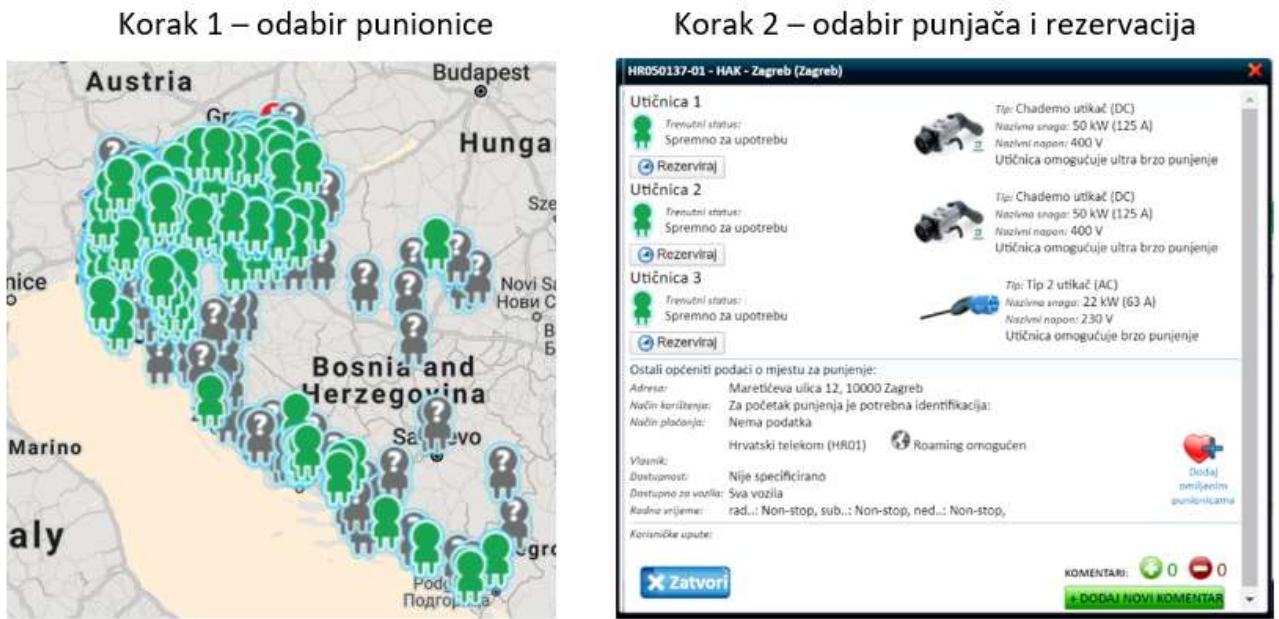 Korak 1 – odabir punionice
Korak 2 – odabir punjača i rezervacija
Austria
Budapest
Gr
Hunga
Sze
nice
Novi Sa
Нови С
B
Б
Bosnia and
Herzegovina
Sa evo
Marino
aly
egro
Pod
Подгор а
HR050137-01 - HAK - Zagreb (Zagreb)
Utičnica 1
Trenutni status:
Spremno za upotrebu
Rezerviraj
Tip: Chademo utikač (DC)
Nazivna snaga: 50 kW (125 A)
Nazivni napon: 400 V
Utičnica omogućuje ultra brzo punjenje
Utičnica 2
Trenutni status:
Spremno za upotrebu
Rezerviraj
Tip: Chademo utikač (DC)
Nazivna snaga: 50 kW (125 A)
Nazivni napon: 400 V
Utičnica omogućuje ultra brzo punjenje
Utičnica 3
Trenutni status:
Spremno za upotrebu
Rezerviraj
Tip: Tip 2 utikač (AC)
Nazivna snaga: 22 kW (63 A)
Nazivni napon: 230 V
Utičnica omogućuje brzo punjenje
Ostali općeniti podaci o mjestu za punjenje:
Adresa: Maretićeva ulica 12, 10000 Zagreb
Način korištenja: Za početak punjenja je potrebna identifikacija:
Način plaćanja: Nema podatka
Hrvatski telekom (HR01) Roaming omogućen
Vlasnik:
Dostupnost: Nije specificirano
Dostupno za vozila: Sva vozila
Radno vrijeme: rad..: Non-stop, sub..: Non-stop, ned..: Non-stop,
Dodaj
omiljenim
punionicama
Korisničke upute:
Zatvori
KOMENTARI: 0 0
+ DODAJ NOVI KOMENTAR